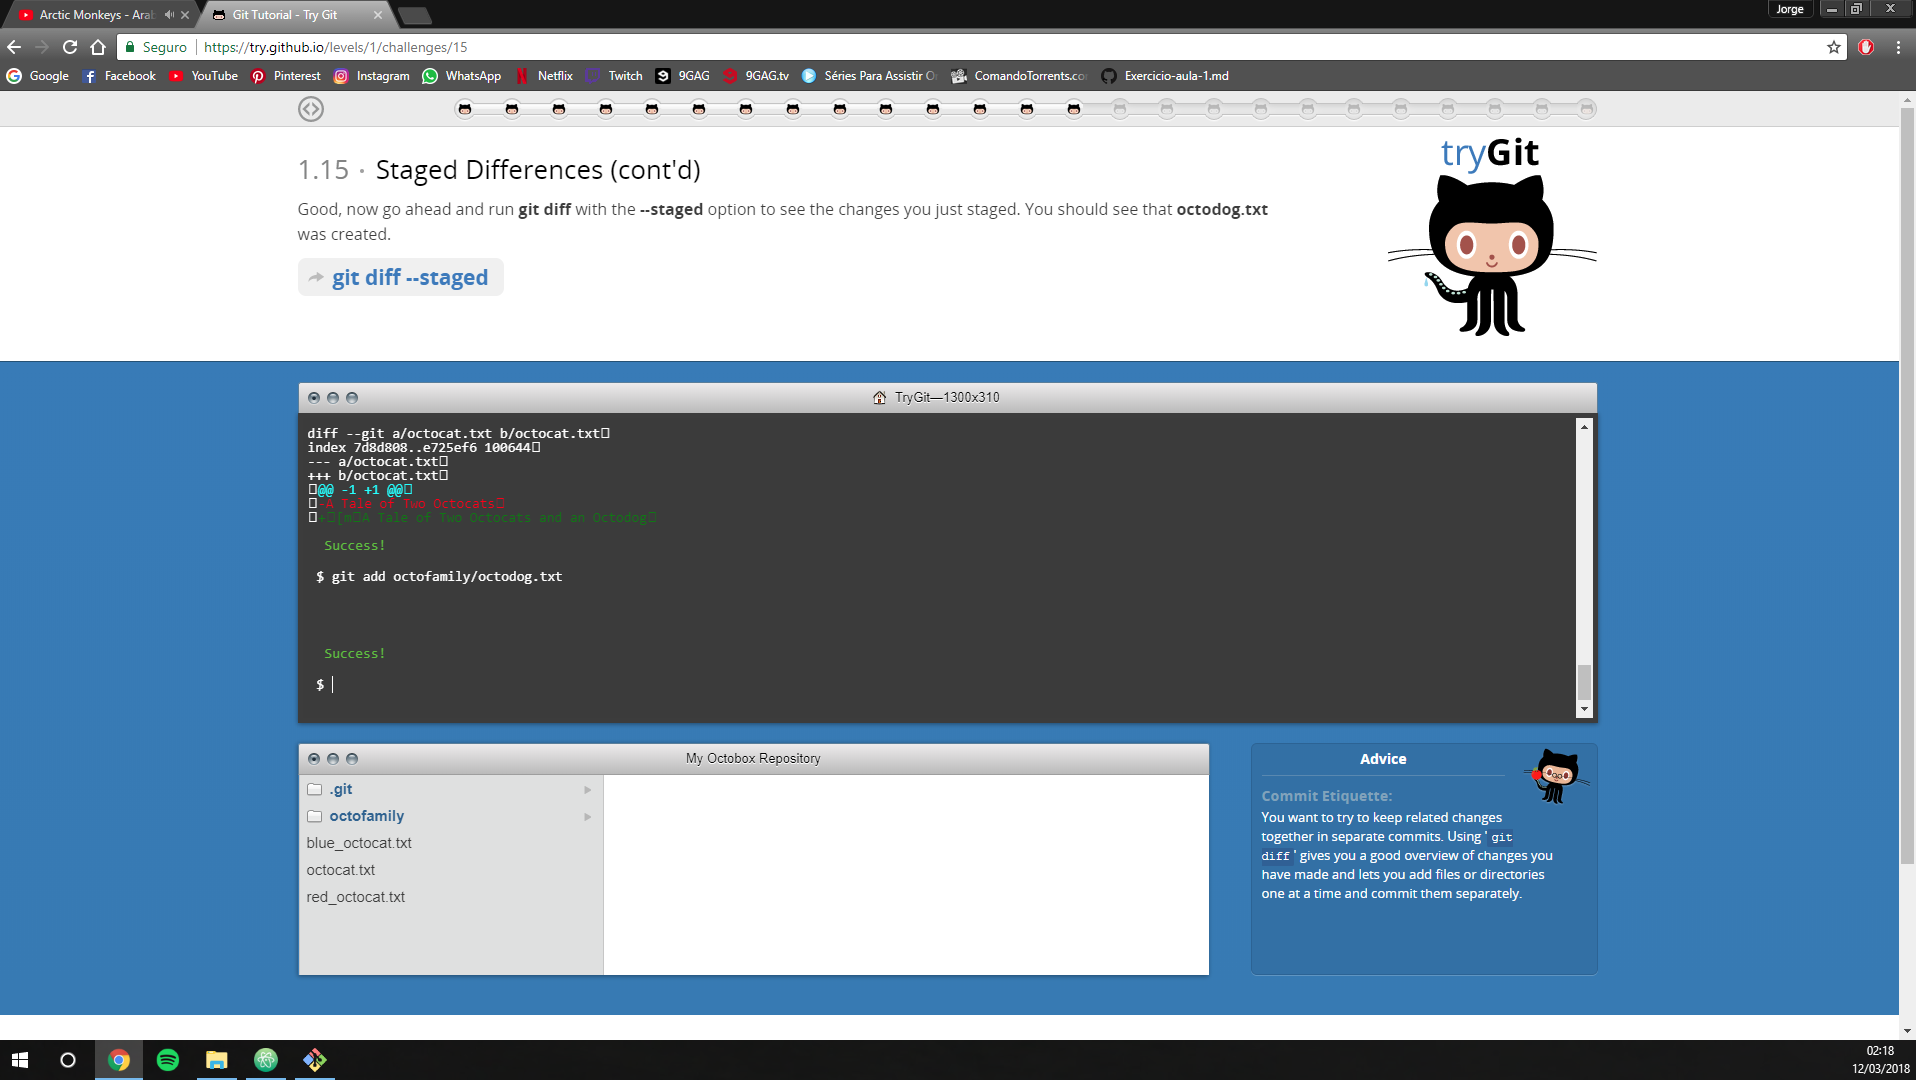 Arctic Monkeys - Arab
Git Tutorial - Try Git
Jorge
Seguro
https://try.github.io/levels/1/challenges/15
Google
Facebook
YouTube
Pinterest
Instagram
WhatsApp
Netflix
Twitch
9GAG
9GAG.tv
Séries Para Assistir O
ComandoTorrents.co
Exercicio-aula-1.md
1.15 · Staged Differences (cont'd)
tryGit
Good, now go ahead and run git diff with the --staged option to see the changes you just staged. You should see that octodog.txt
was created.
git diff --staged
TryGit—1300x310
diff --git a/octocat.txt b/octocat.txt
index 7d8d808..e725ef6 100644
--- a/octocat.txt
+++ b/octocat.txt
@@ -1 +1 @@
-A Tale of Two Octocats
+[m A Tale of Two Octocats and an Octodog
Success!
$ git add octofamily/octodog.txt
Success!
$
My Octobox Repository
.git
octofamily
blue_octocat.txt
octocat.txt
red_octocat.txt
Advice
Commit Etiquette:
You want to try to keep related changes
together in separate commits. Using 'git
diff' gives you a good overview of changes you
have made and lets you add files or directories
one at a time and commit them separately.
02:18
12/03/2018